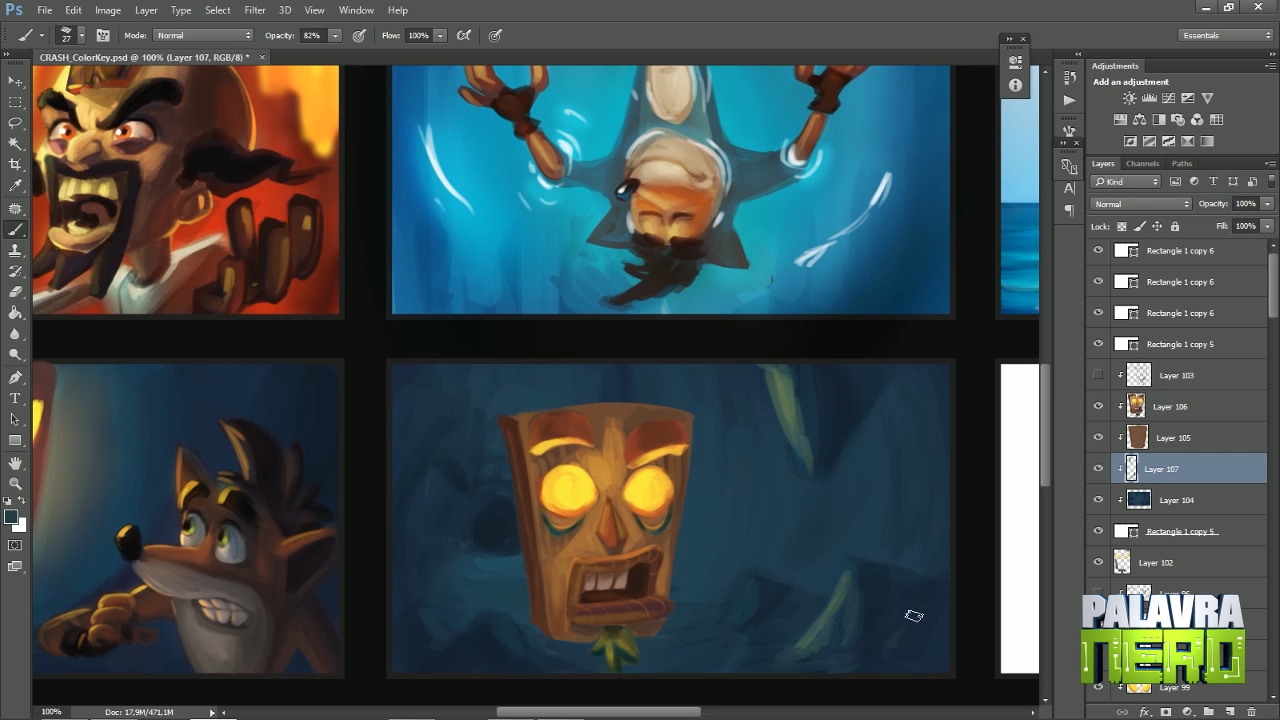 Ps File Edit Image Layer Type Select Filter 3D View Window Help
27 Mode: Normal Opacity: 82% Flow: 100% Essentials
CRASH_ColorKey.psd @ 100% (Layer 107, RGB/8) * ×
Adjustments
Add an adjustment
Layers Channels Paths
Kind
Normal Opacity: 100%
Lock: Fill: 100%
Rectangle 1 copy 6
Rectangle 1 copy 6
Rectangle 1 copy 6
Rectangle 1 copy 5
Layer 103
Layer 106
Layer 105
Layer 107
Layer 104
Rectangle 1 copy 5
Layer 102
PALAVRA
NERD
Layer 99
100% Doc: 17,9M/471,1M